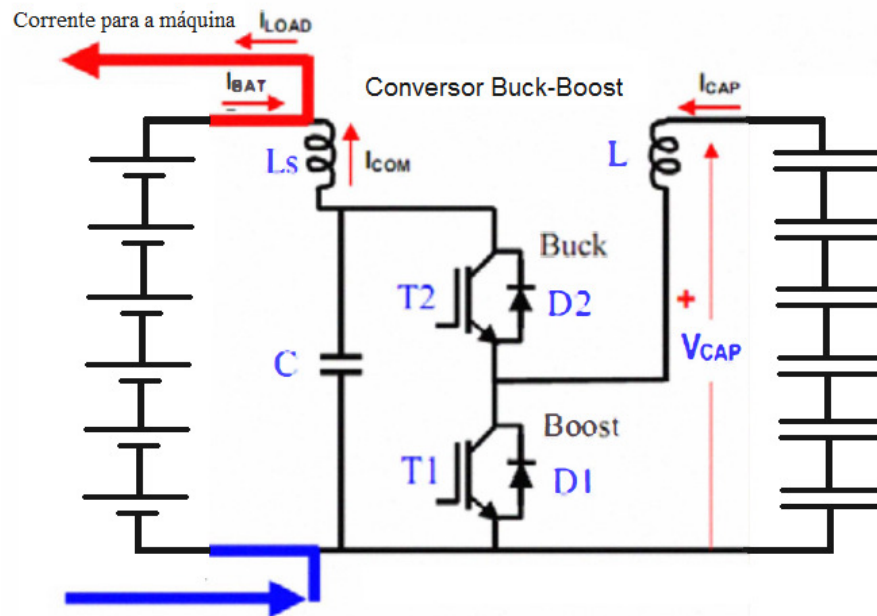 Corrente para a máquina
ILOAD
IBAT
Conversor Buck-Boost
ICAP
Ls
ICOM
L
Buck
T2
D2
+
VCAP
C
Boost
T1
D1